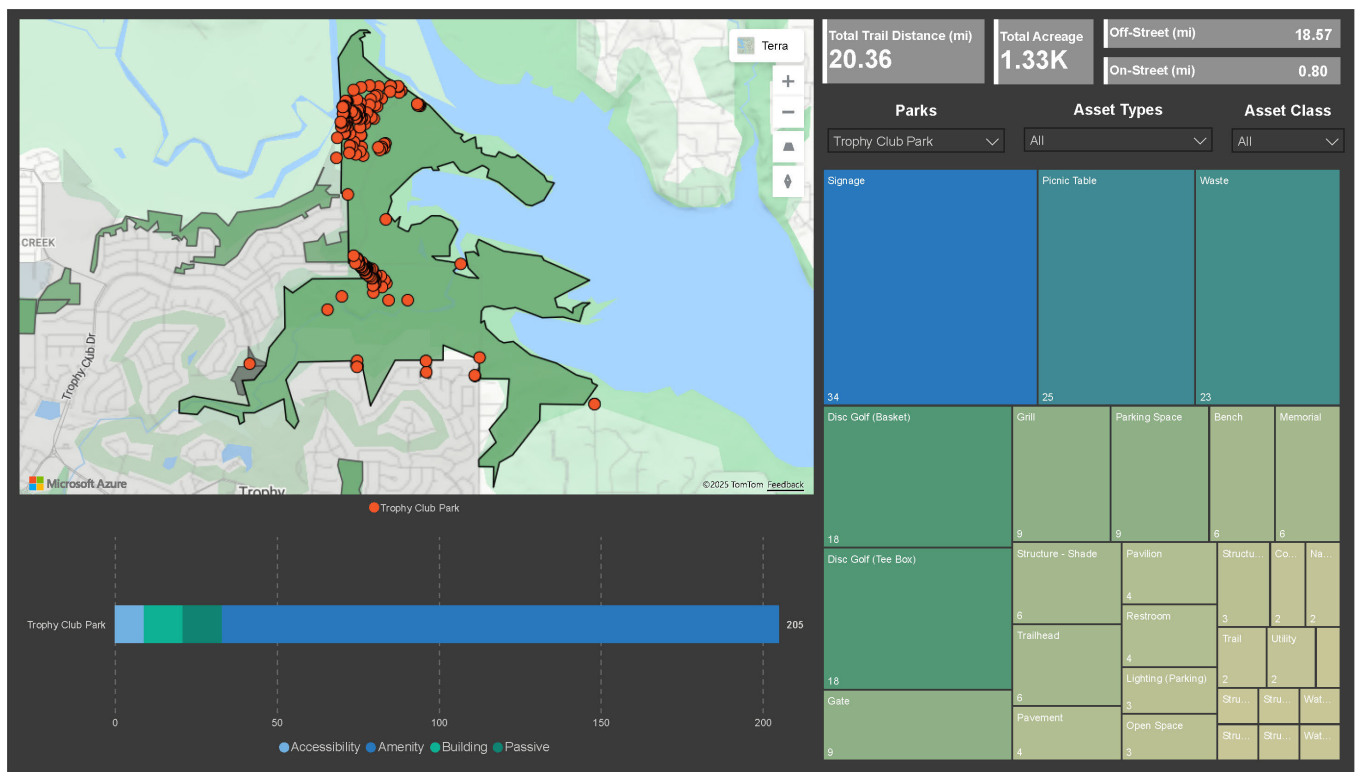 Terra
CREEK
Trophy Club Dr
Trophy
Microsoft Azure
©2025 TomTom Feedback
Total Trail Distance (mi)
20.36
Total Acreage
1.33K
Off-Street (mi) 18.57
On-Street (mi) 0.80
Parks
Trophy Club Park
Asset Types
All
Asset Class
All
Trophy Club Park
Trophy Club Park
205
0 50 100 150 200
Accessibility Amenity Building Passive
Signage
34
Picnic Table
25
Waste
23
Disc Golf (Basket)
18
Disc Golf (Tee Box)
18
Gate
9
Grill
9
Parking Space
9
Bench
6
Memorial
6
Structure - Shade
6
Trailhead
6
Pavement
4
Pavilion
4
Restroom
4
Lighting (Parking)
3
Open Space
3
Structu...
3
Co...
2
Na...
2
Trail
2
Utility
2
Stru...
Stru...
Wat...
Stru...
Stru...
Wat...